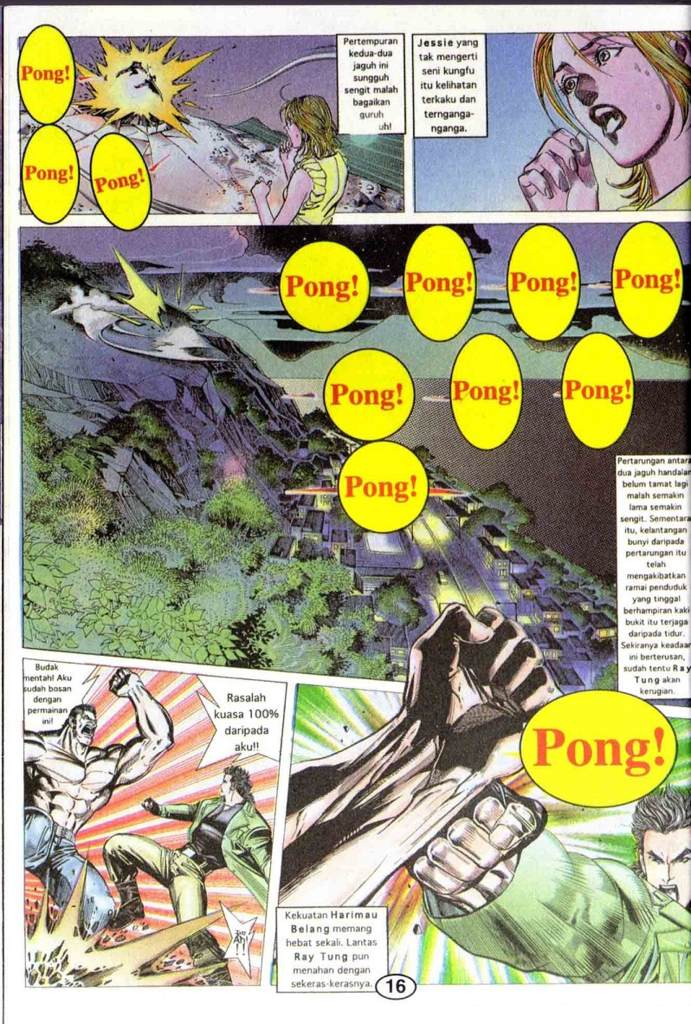 Pong!
Pong!
Pong!
Pertempuran
kedua-dua
jaguh ini
sungguh
sengit malah
bagaikan
guruh
uh!
Jessie yang
tak mengerti
seni kungfu
itu kelihatan
terkaku dan
ternganga-
nganga.
Pong!
Pong!
Pong!
Pong!
Pong!
Pong!
Pong!
Pong!
Pertarungan antara
dua jaguh handalan
belum tamat lagi
malah semakin
lama semakin
sengit. Sementara
itu, kelantangan
bunyi daripada
pertarungan itu
telah
mengakibatkan
ramai penduduk
yang tinggal
berhampiran kaki
bukit itu terjaga
daripada tidur.
Sekiranya keadaan
ini berterusan,
sudah tentu Ray
Tung akan
kerugian.
Budak
mentah! Aku
sudah bosan
dengan
permainan
ini!
Rasalah
kuasa 100%
daripada
aku!!
Ah!
!!
Pong!
Kekuatan Harimau
Belang memang
hebat sekali. Lantas
Ray Tung pun
menahan dengan
sekeras-kerasnya.
16